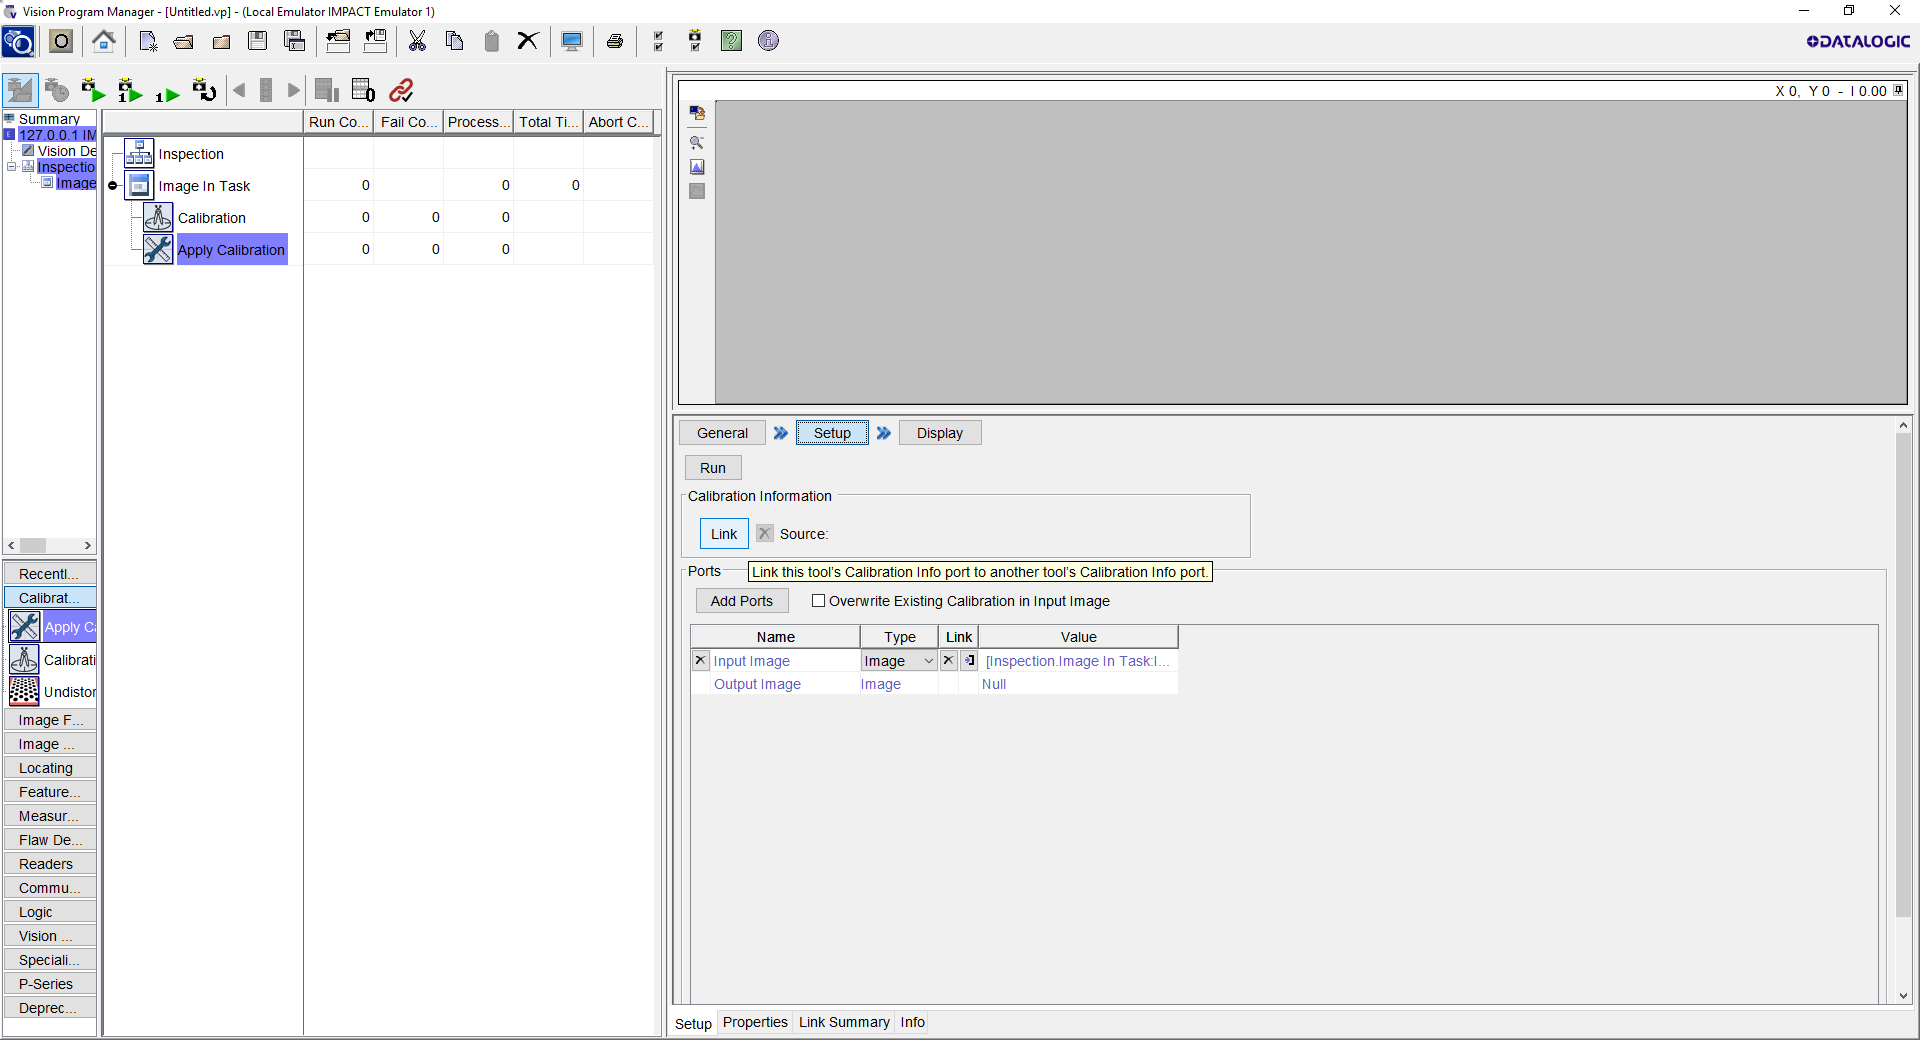 Vision Program Manager - [Untitled.vp] - (Local Emulator IMPACT Emulator 1)
DATALOGIC
Summary
127.0.0.1 IM
Vision De
Inspectio
Image
Run Co... Fail Co... Process... Total Ti... Abort C...
Inspection
Image In Task 0 0 0
Calibration 0 0 0
Apply Calibration 0 0 0
Recentl...
Calibrat...
Apply Ca
Calibrati
Undistor
Image F...
Image ...
Locating
Feature...
Measur...
Flaw De...
Readers
Commu...
Logic
Vision ...
Speciali...
P-Series
Deprec...
X 0, Y 0 - I 0.00
General Setup Display
Run
Calibration Information
Link Source:
Ports
Link this tool's Calibration Info port to another tool's Calibration Info port.
Add Ports Overwrite Existing Calibration in Input Image
Name Type Link Value
Input Image Image [Inspection.Image In Task:I...
Output Image Image Null
Setup Properties Link Summary Info